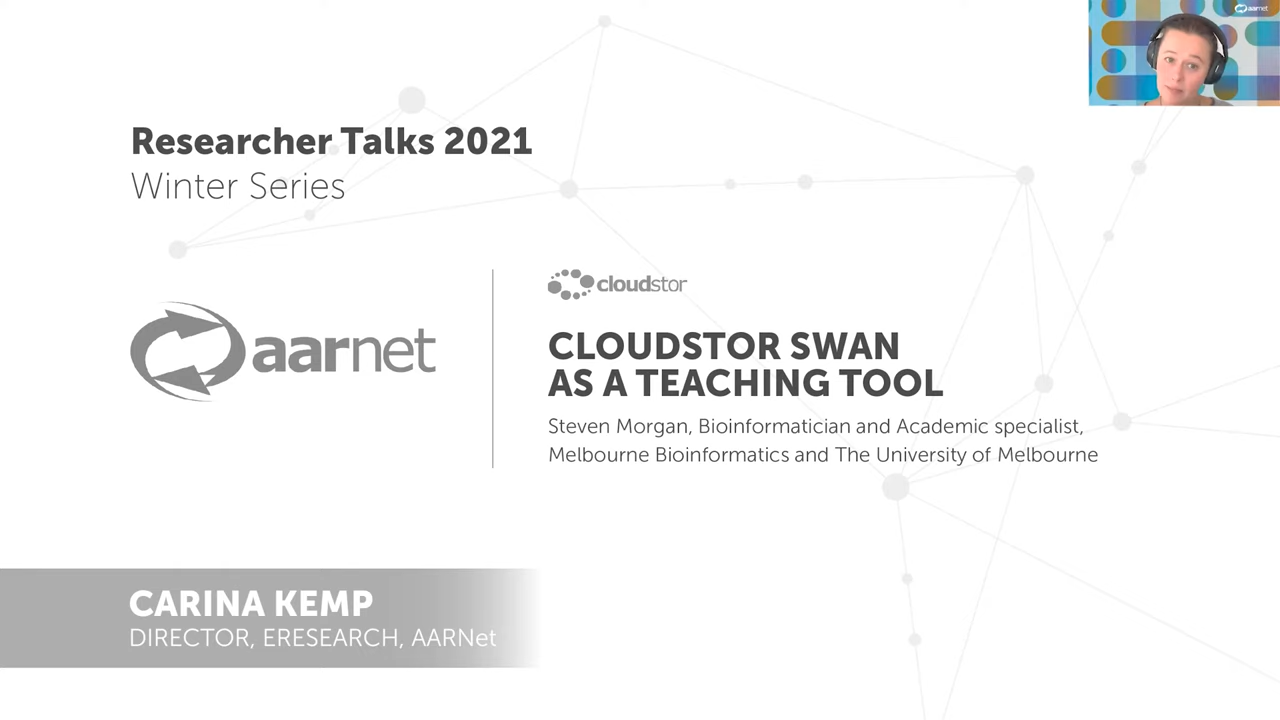 aarnet
Researcher Talks 2021
Winter Series
aarnet
cloudstor
CLOUDSTOR SWAN
AS A TEACHING TOOL
Steven Morgan, Bioinformatician and Academic specialist,
Melbourne Bioinformatics and The University of Melbourne
CARINA KEMP
DIRECTOR, ERESEARCH, AARNet